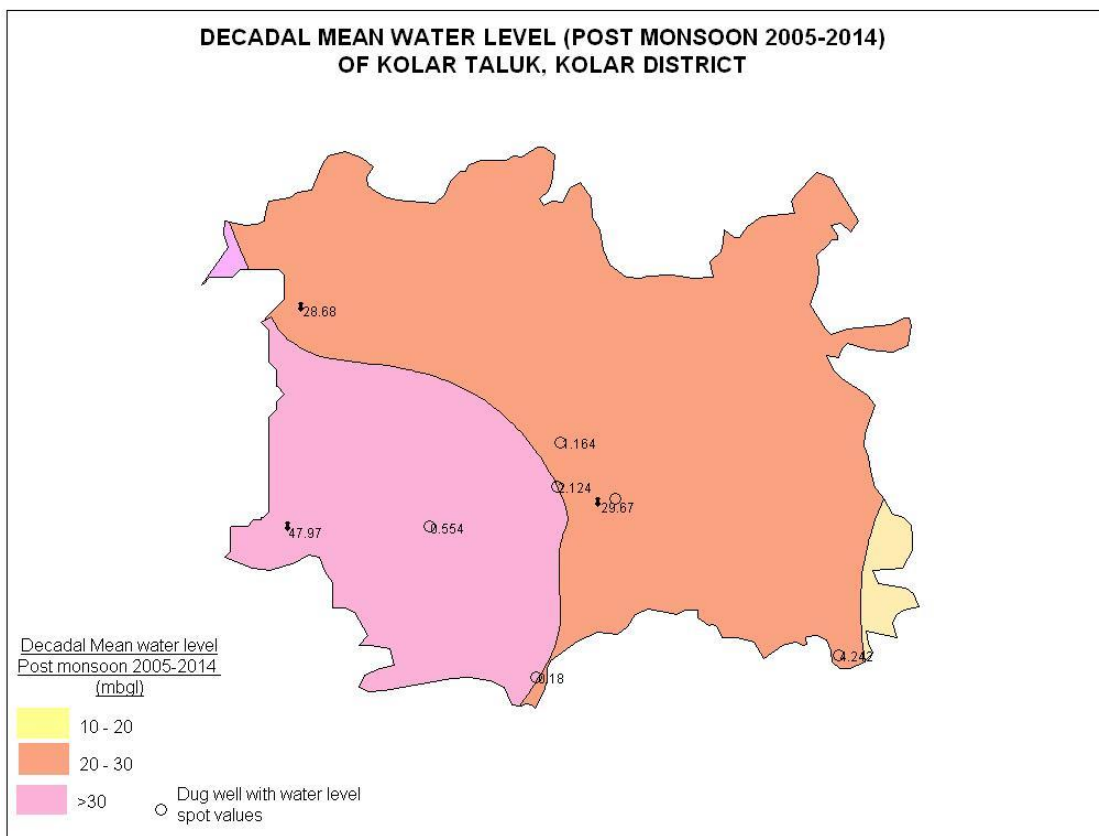 DECADAL MEAN WATER LEVEL (POST MONSOON 2005-2014)
OF KOLAR TALUK, KOLAR DISTRICT
28.68
1.164
2.124
29.67
47.97
0.554
4.242
0.18
Decadal Mean water level
Post monsoon 2005-2014
(mbgl)
10 - 20
20 - 30
>30
Dug well with water level
spot values